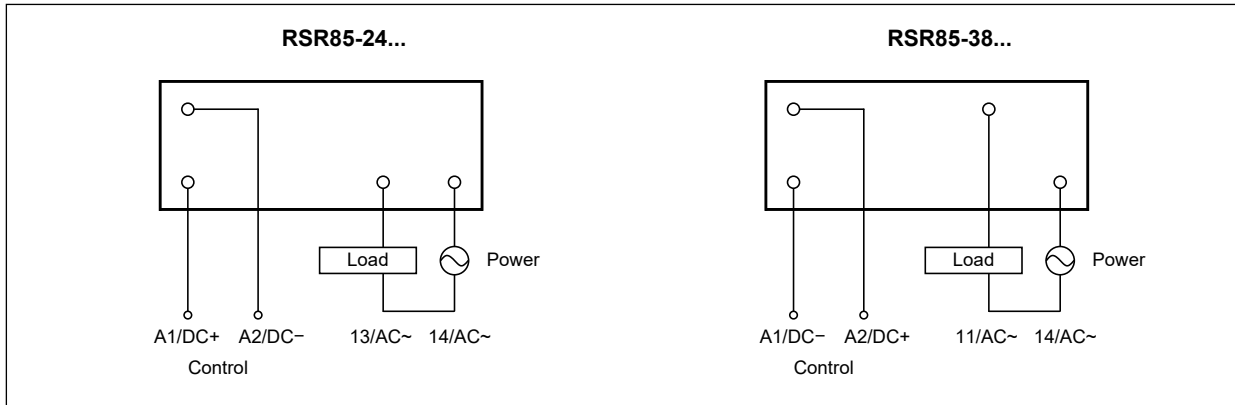 RSR85-24...
Load
Power
A1/DC+ A2/DC− 13/AC~ 14/AC~
Control
RSR85-38...
Load
Power
A1/DC− A2/DC+ 11/AC~ 14/AC~
Control